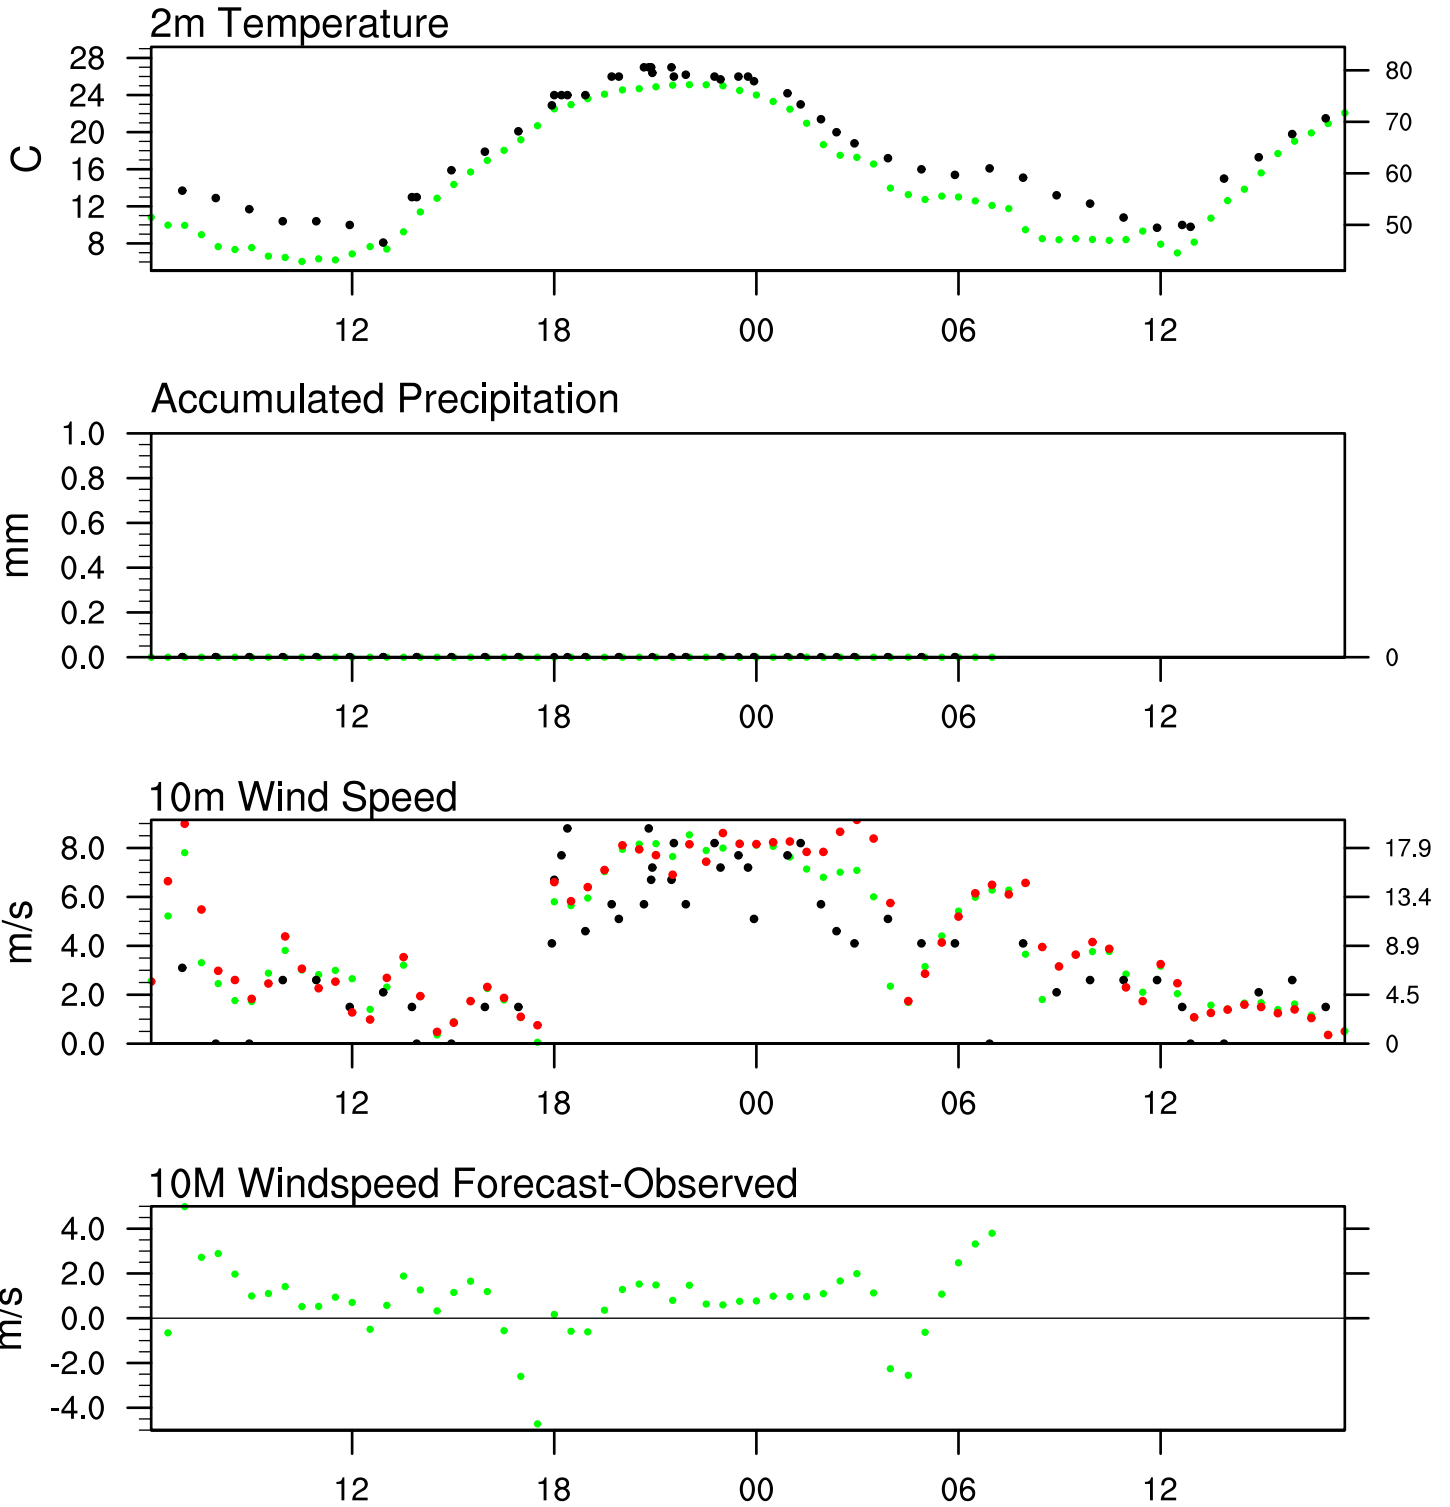 2m Temperature
28
24
20
16
12
8
C
80
70
60
50
12 18 00 06 12
Accumulated Precipitation
1.0
0.8
0.6
0.4
0.2
0.0
mm
0
12 18 00 06 12
10m Wind Speed
8.0
6.0
4.0
2.0
0.0
m/s
17.9
13.4
8.9
4.5
0
12 18 00 06 12
10M Windspeed Forecast-Observed
4.0
2.0
0.0
-2.0
-4.0
m/s
12 18 00 06 12